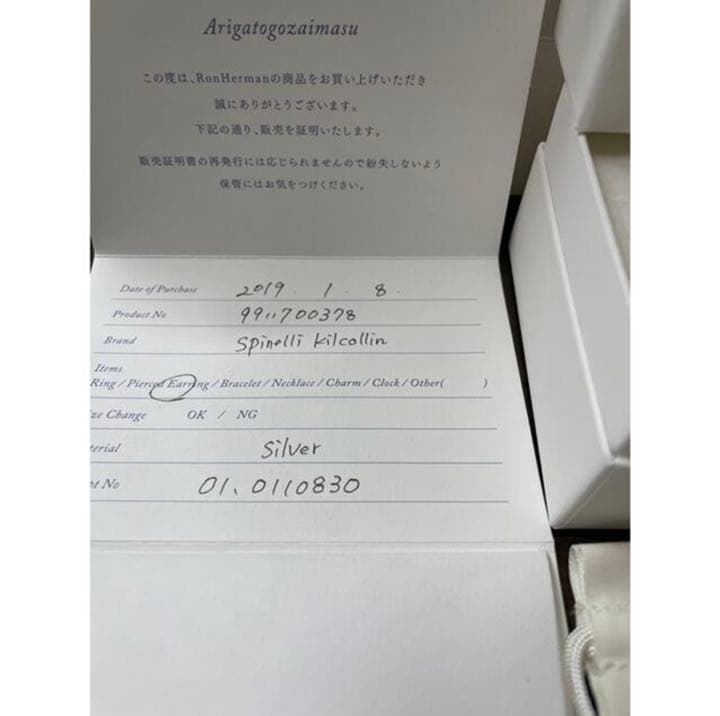 Arigatogozaimasu
この度は、RonHermanの商品をお買い上げいただき
誠にありがとうございます。
下記の通り、販売を証明いたします。
販売証明書の再発行には応じられませんので紛失しないよう
保管にはお気をつけください。
Date of Purchase 2019 . 1 . 8 .
Product No 9911700378
Brand Spinelli Kilcollin
Items
Ring / Pierced Earring / Bracelet / Necklace / Charm / Clock / Other( )
ze Change OK / NG
terial Silver
t No 01.0110830